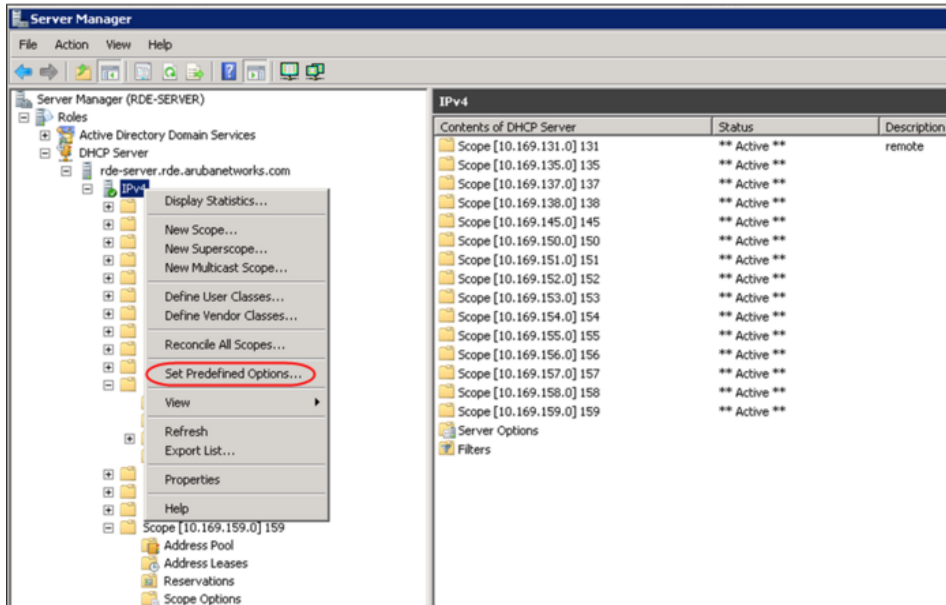 Server Manager
File Action View Help
Server Manager (RDE-SERVER)
Roles
Active Directory Domain Services
DHCP Server
rde-server.rde.arubanetworks.com
IPv4
Display Statistics...
New Scope...
New Superscope...
New Multicast Scope...
Define User Classes...
Define Vendor Classes...
Reconcile All Scopes...
Set Predefined Options...
View
Refresh
Export List...
Properties
Help
Scope [10.169.159.0] 159
Address Pool
Address Leases
Reservations
Scope Options
IPv4
Contents of DHCP Server Status Description
Scope [10.169.131.0] 131 ** Active ** remote
Scope [10.169.135.0] 135 ** Active **
Scope [10.169.137.0] 137 ** Active **
Scope [10.169.138.0] 138 ** Active **
Scope [10.169.145.0] 145 ** Active **
Scope [10.169.150.0] 150 ** Active **
Scope [10.169.151.0] 151 ** Active **
Scope [10.169.152.0] 152 ** Active **
Scope [10.169.153.0] 153 ** Active **
Scope [10.169.154.0] 154 ** Active **
Scope [10.169.155.0] 155 ** Active **
Scope [10.169.156.0] 156 ** Active **
Scope [10.169.157.0] 157 ** Active **
Scope [10.169.158.0] 158 ** Active **
Scope [10.169.159.0] 159 ** Active **
Server Options
Filters